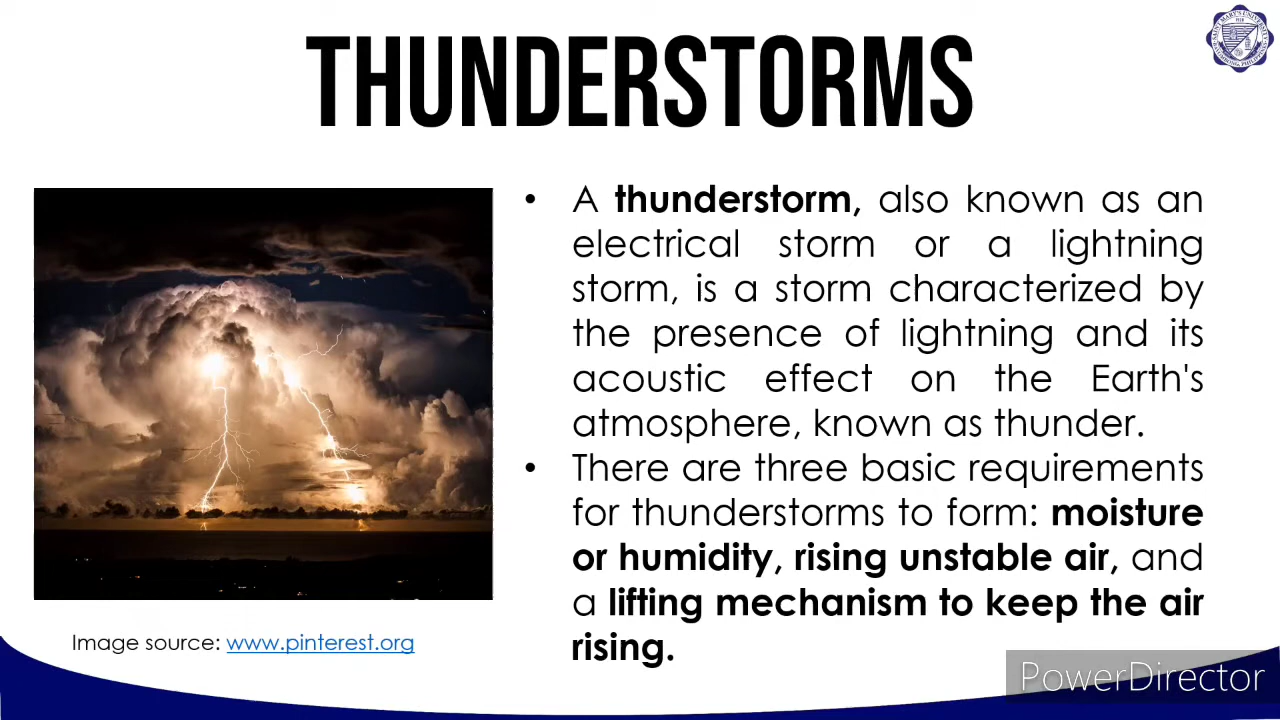 THUNDERSTORMS
• A thunderstorm, also known as an
electrical storm or a lightning
storm, is a storm characterized by
the presence of lightning and its
acoustic effect on the Earth's
atmosphere, known as thunder.
• There are three basic requirements
for thunderstorms to form: moisture
or humidity, rising unstable air, and
a lifting mechanism to keep the air
rising.
Image source: www.pinterest.org
PowerDirector